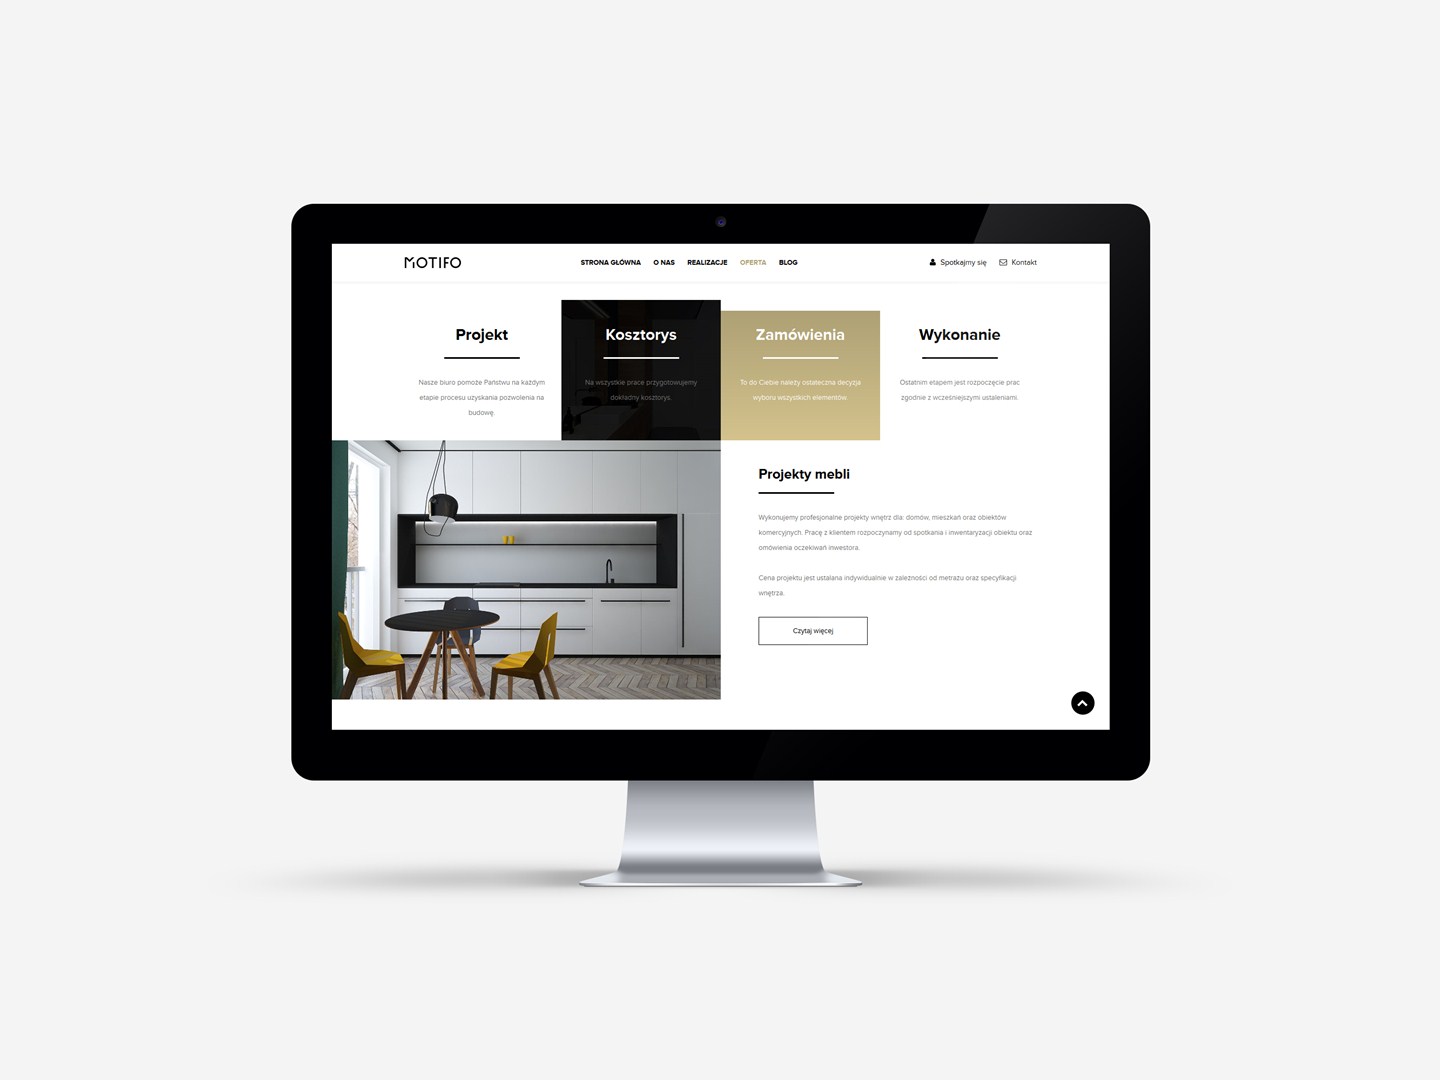 MOTIFO
STRONA GŁÓWNA O NAS REALIZACJE OFERTA BLOG
Spotkajmy się Kontakt
Projekt
Nasze biuro pomoże Państwu na każdym
etapie procesu uzyskania pozwolenia na
budowę.
Kosztorys
Na wszystkie prace przygotowujemy
dokładny kosztorys.
Zamówienia
To do Ciebie należy ostateczna decyzja
wyboru wszystkich elementów.
Wykonanie
Ostatnim etapem jest rozpoczęcie prac
zgodnie z wcześniejszymi ustaleniami.
Projekty mebli
Wykonujemy profesjonalne projekty wnętrz dla: domów, mieszkań oraz obiektów
komercyjnych. Pracę z klientem rozpoczynamy od spotkania i inwentaryzacji obiektu oraz
omówienia oczekiwań inwestora.
Cena projektu jest ustalana indywidualnie w zależności od metrażu oraz specyfikacji
wnętrza.
Czytaj więcej